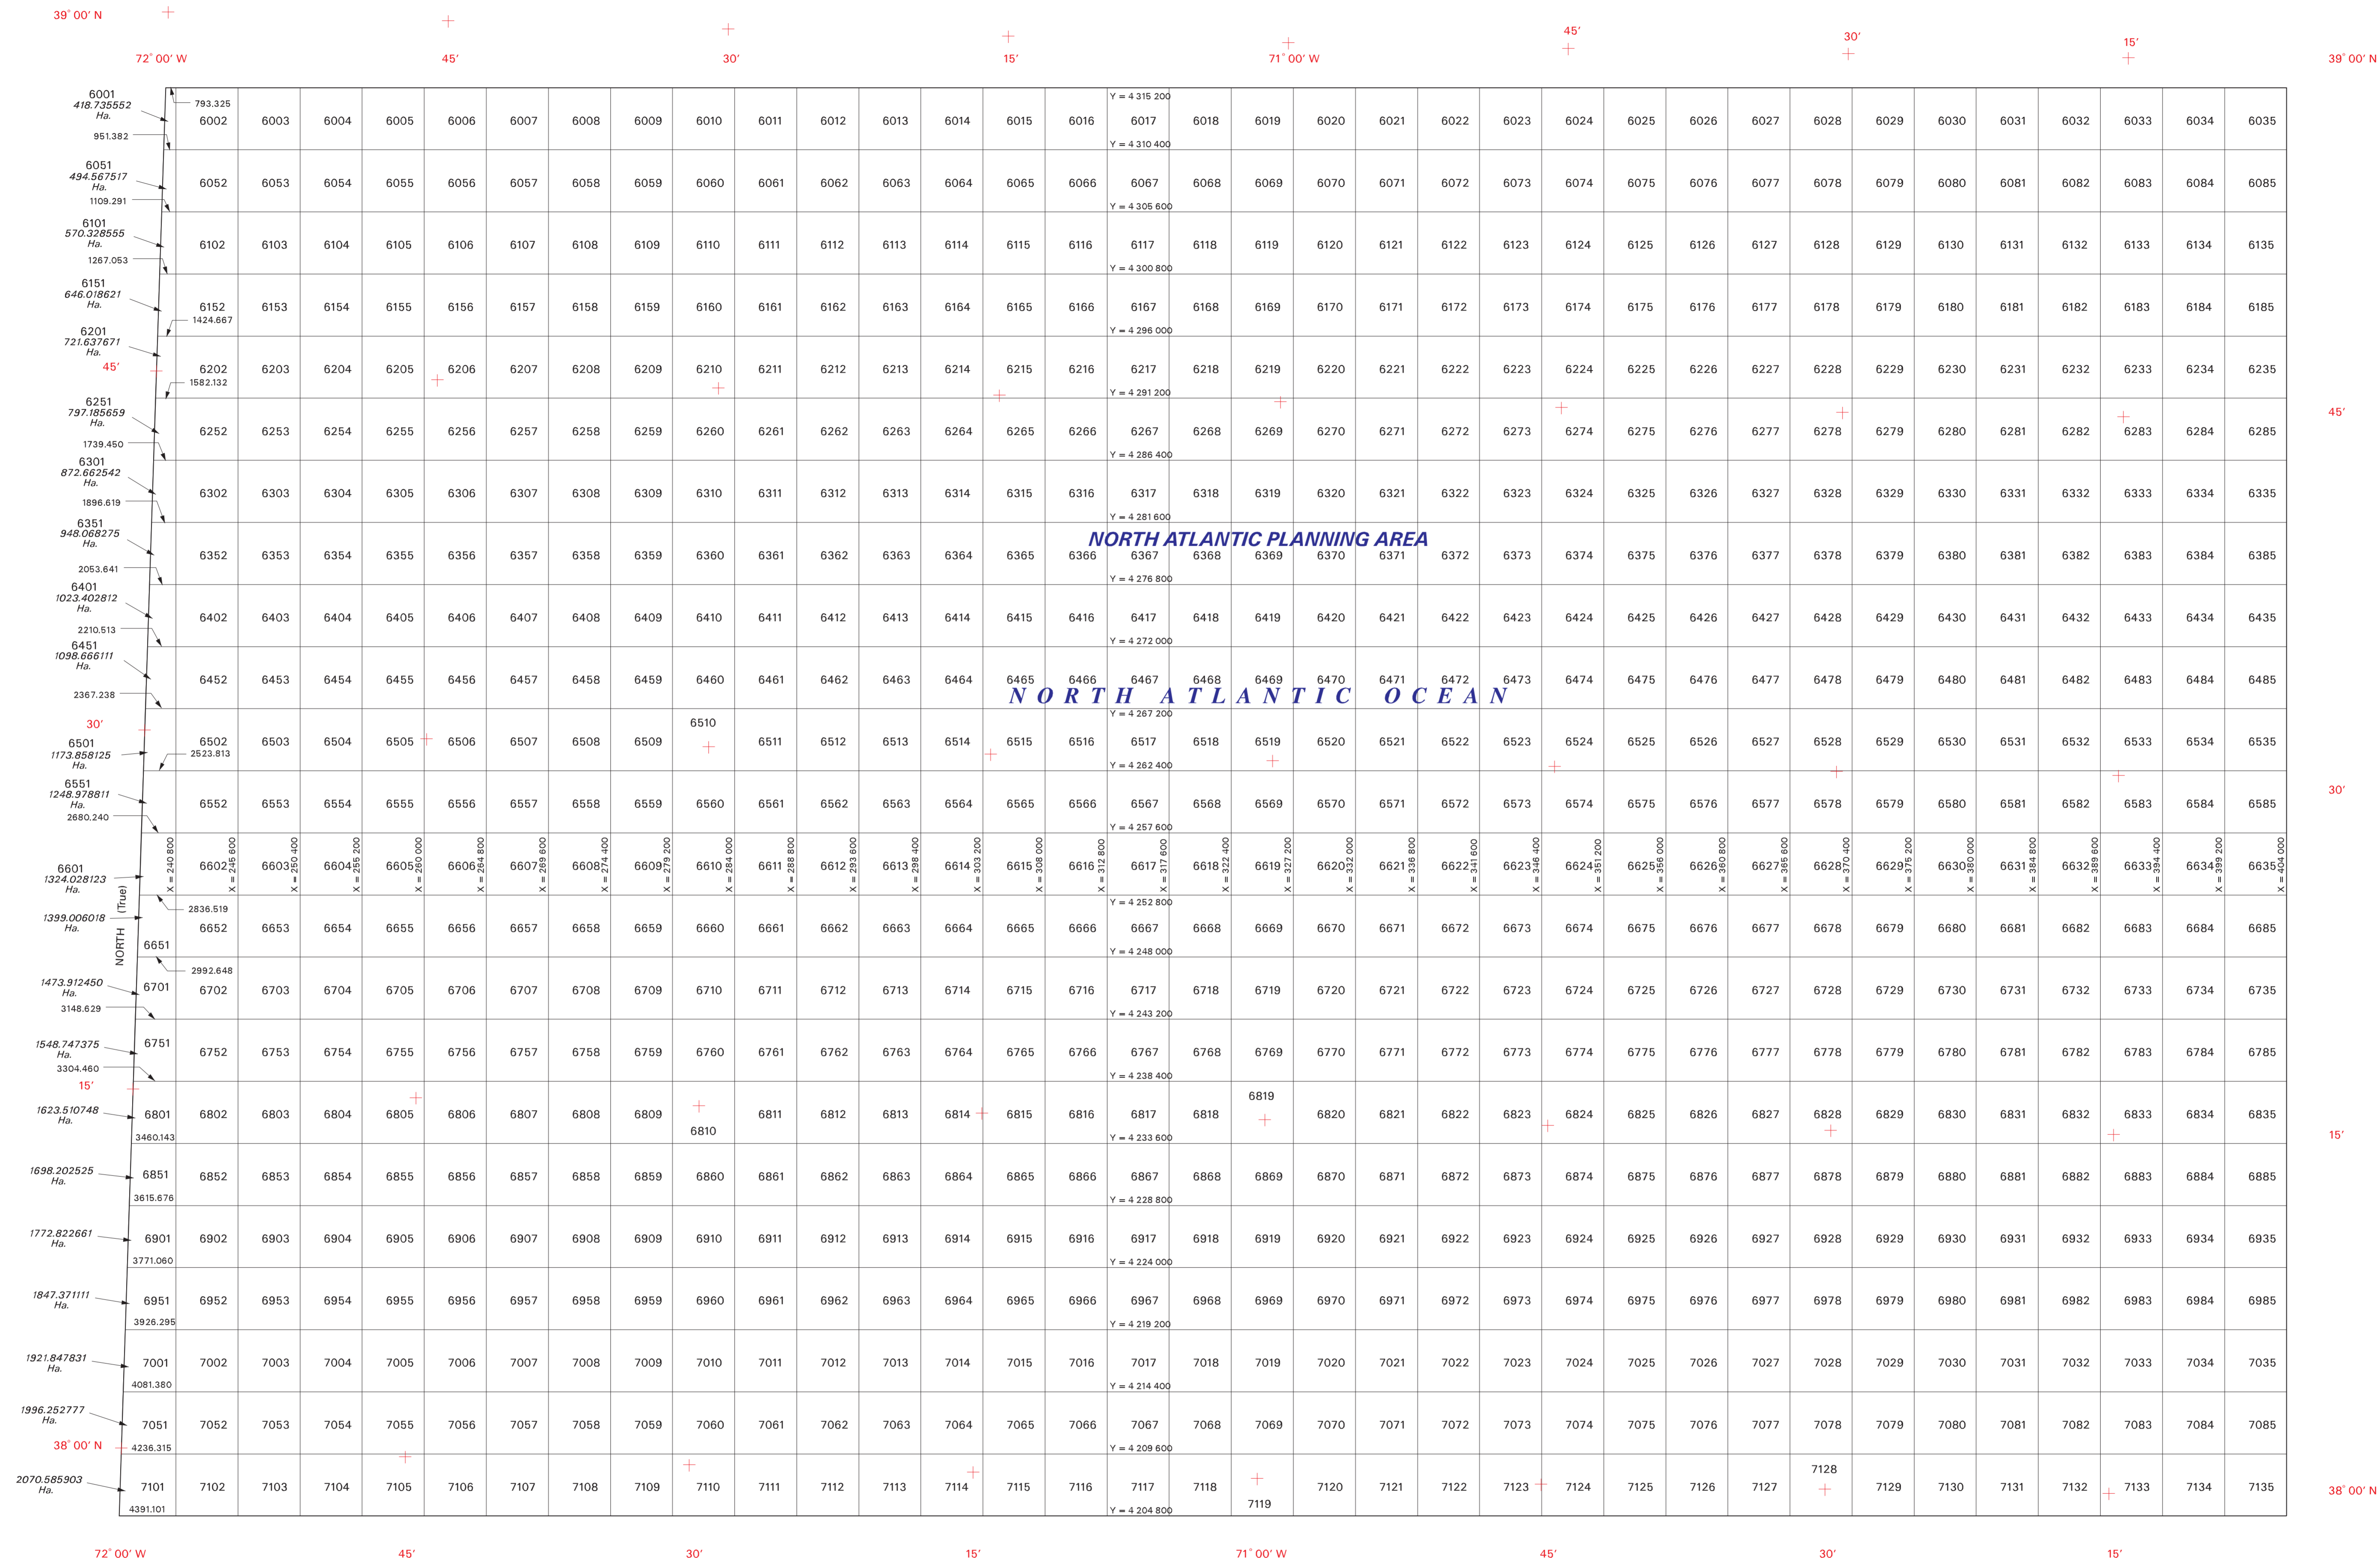 39° 00′ N
72° 00′ W 45′ 30′ 15′ 71° 00′ W 45′ 30′ 15′ 39° 00′ N
6001
418.735552
Ha.
793.325
951.382
Y = 4 315 200
6002 6003 6004 6005 6006 6007 6008 6009 6010 6011 6012 6013 6014 6015 6016 6017 6018 6019 6020 6021 6022 6023 6024 6025 6026 6027 6028 6029 6030 6031 6032 6033 6034 6035
Y = 4 310 400
6051
494.567517
Ha.
1109.291
6052 6053 6054 6055 6056 6057 6058 6059 6060 6061 6062 6063 6064 6065 6066 6067 6068 6069 6070 6071 6072 6073 6074 6075 6076 6077 6078 6079 6080 6081 6082 6083 6084 6085
Y = 4 305 600
6101
570.328555
Ha.
1267.053
6102 6103 6104 6105 6106 6107 6108 6109 6110 6111 6112 6113 6114 6115 6116 6117 6118 6119 6120 6121 6122 6123 6124 6125 6126 6127 6128 6129 6130 6131 6132 6133 6134 6135
Y = 4 300 800
6151
646.018621
Ha.
6152 6153 6154 6155 6156 6157 6158 6159 6160 6161 6162 6163 6164 6165 6166 6167 6168 6169 6170 6171 6172 6173 6174 6175 6176 6177 6178 6179 6180 6181 6182 6183 6184 6185
1424.667
Y = 4 296 000
6201
721.637671
Ha.
45′
6202 6203 6204 6205 6206 6207 6208 6209 6210 6211 6212 6213 6214 6215 6216 6217 6218 6219 6220 6221 6222 6223 6224 6225 6226 6227 6228 6229 6230 6231 6232 6233 6234 6235
1582.132
Y = 4 291 200
6251
797.185659
Ha.
1739.450
45′
6252 6253 6254 6255 6256 6257 6258 6259 6260 6261 6262 6263 6264 6265 6266 6267 6268 6269 6270 6271 6272 6273 6274 6275 6276 6277 6278 6279 6280 6281 6282 6283 6284 6285
Y = 4 286 400
6301
872.662542
Ha.
1896.619
6302 6303 6304 6305 6306 6307 6308 6309 6310 6311 6312 6313 6314 6315 6316 6317 6318 6319 6320 6321 6322 6323 6324 6325 6326 6327 6328 6329 6330 6331 6332 6333 6334 6335
Y = 4 281 600
6351
948.068275
Ha.
2053.641
NORTH ATLANTIC PLANNING AREA
6352 6353 6354 6355 6356 6357 6358 6359 6360 6361 6362 6363 6364 6365 6366 6367 6368 6369 6370 6371 6372 6373 6374 6375 6376 6377 6378 6379 6380 6381 6382 6383 6384 6385
Y = 4 276 800
6401
1023.402812
Ha.
2210.513
6402 6403 6404 6405 6406 6407 6408 6409 6410 6411 6412 6413 6414 6415 6416 6417 6418 6419 6420 6421 6422 6423 6424 6425 6426 6427 6428 6429 6430 6431 6432 6433 6434 6435
Y = 4 272 000
6451
1098.666111
Ha.
2367.238
6452 6453 6454 6455 6456 6457 6458 6459 6460 6461 6462 6463 6464 6465 6466 6467 6468 6469 6470 6471 6472 6473 6474 6475 6476 6477 6478 6479 6480 6481 6482 6483 6484 6485
NORTH ATLANTIC OCEAN
Y = 4 267 200
30′
6501
1173.858125
Ha.
6502 6503 6504 6505 6506 6507 6508 6509 6510 6511 6512 6513 6514 6515 6516 6517 6518 6519 6520 6521 6522 6523 6524 6525 6526 6527 6528 6529 6530 6531 6532 6533 6534 6535
2523.813
Y = 4 262 400
6551
1248.978811
Ha.
2680.240
30′
6552 6553 6554 6555 6556 6557 6558 6559 6560 6561 6562 6563 6564 6565 6566 6567 6568 6569 6570 6571 6572 6573 6574 6575 6576 6577 6578 6579 6580 6581 6582 6583 6584 6585
Y = 4 257 600
6601
1324.028123
Ha.
6602 6603 6604 6605 6606 6607 6608 6609 6610 6611 6612 6613 6614 6615 6616 6617 6618 6619 6620 6621 6622 6623 6624 6625 6626 6627 6628 6629 6630 6631 6632 6633 6634 6635
X = 240 800 X = 245 600 X = 250 400 X = 255 200 X = 260 000 X = 264 800 X = 269 600 X = 274 400 X = 279 200 X = 284 000 X = 288 800 X = 293 600 X = 298 400 X = 303 200 X = 308 000 X = 312 800 X = 317 600 X = 322 400 X = 327 200 X = 332 000 X = 336 800 X = 341 600 X = 346 400 X = 351 200 X = 356 000 X = 360 800 X = 365 600 X = 370 400 X = 375 200 X = 380 000 X = 384 800 X = 389 600 X = 394 400 X = 399 200 X = 404 000
NORTH (True)
2836.519
Y = 4 252 800
1399.006018
Ha.
6651
6652 6653 6654 6655 6656 6657 6658 6659 6660 6661 6662 6663 6664 6665 6666 6667 6668 6669 6670 6671 6672 6673 6674 6675 6676 6677 6678 6679 6680 6681 6682 6683 6684 6685
Y = 4 248 000
2992.648
1473.912450
Ha.
3148.629
6701 6702 6703 6704 6705 6706 6707 6708 6709 6710 6711 6712 6713 6714 6715 6716 6717 6718 6719 6720 6721 6722 6723 6724 6725 6726 6727 6728 6729 6730 6731 6732 6733 6734 6735
Y = 4 243 200
1548.747375
Ha.
3304.460
6751 6752 6753 6754 6755 6756 6757 6758 6759 6760 6761 6762 6763 6764 6765 6766 6767 6768 6769 6770 6771 6772 6773 6774 6775 6776 6777 6778 6779 6780 6781 6782 6783 6784 6785
Y = 4 238 400
15′
1623.510748
Ha.
6801 6802 6803 6804 6805 6806 6807 6808 6809 6810 6811 6812 6813 6814 6815 6816 6817 6818 6819 6820 6821 6822 6823 6824 6825 6826 6827 6828 6829 6830 6831 6832 6833 6834 6835
3460.143
Y = 4 233 600
15′
1698.202525
Ha.
6851 6852 6853 6854 6855 6856 6857 6858 6859 6860 6861 6862 6863 6864 6865 6866 6867 6868 6869 6870 6871 6872 6873 6874 6875 6876 6877 6878 6879 6880 6881 6882 6883 6884 6885
3615.676
Y = 4 228 800
1772.822661
Ha.
6901 6902 6903 6904 6905 6906 6907 6908 6909 6910 6911 6912 6913 6914 6915 6916 6917 6918 6919 6920 6921 6922 6923 6924 6925 6926 6927 6928 6929 6930 6931 6932 6933 6934 6935
3771.060
Y = 4 224 000
1847.371111
Ha.
6951 6952 6953 6954 6955 6956 6957 6958 6959 6960 6961 6962 6963 6964 6965 6966 6967 6968 6969 6970 6971 6972 6973 6974 6975 6976 6977 6978 6979 6980 6981 6982 6983 6984 6985
3926.295
Y = 4 219 200
1921.847831
Ha.
7001 7002 7003 7004 7005 7006 7007 7008 7009 7010 7011 7012 7013 7014 7015 7016 7017 7018 7019 7020 7021 7022 7023 7024 7025 7026 7027 7028 7029 7030 7031 7032 7033 7034 7035
4081.380
Y = 4 214 400
1996.252777
Ha.
7051 7052 7053 7054 7055 7056 7057 7058 7059 7060 7061 7062 7063 7064 7065 7066 7067 7068 7069 7070 7071 7072 7073 7074 7075 7076 7077 7078 7079 7080 7081 7082 7083 7084 7085
38° 00′ N
4236.315
Y = 4 209 600
2070.585903
Ha.
7101 7102 7103 7104 7105 7106 7107 7108 7109 7110 7111 7112 7113 7114 7115 7116 7117 7118 7119 7120 7121 7122 7123 7124 7125 7126 7127 7128 7129 7130 7131 7132 7133 7134 7135
38° 00′ N
4391.101
Y = 4 204 800
72° 00′ W 45′ 30′ 15′ 71° 00′ W 45′ 30′ 15′